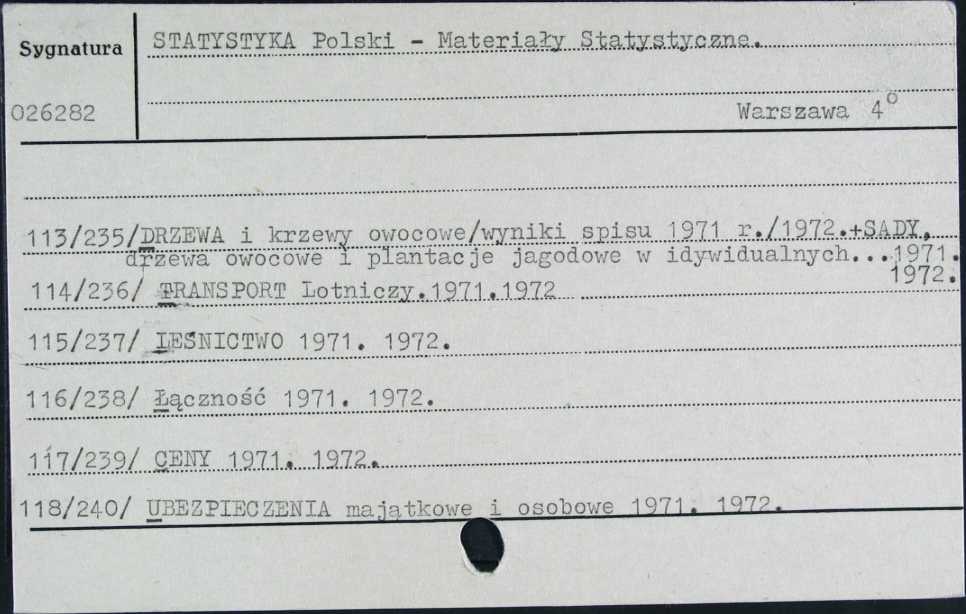 Sygnatura
STATYSTYKA Polski - Materiały Statystyczne.
026282
Warszawa 4°
113/235/DRZEWA i krzewy owocowe/wyniki spisu 1971 r./1972.+SADY,
drzewa owocowe i plantacje jagodowe w idywidualnych...1971.
1972.
114/236/ TRANSPORT Lotniczy.1971.1972
115/237/ LEŚNICTWO 1971. 1972.
116/238/ Łączność 1971. 1972.
117/239/ CENY 1971. 1972.
118/240/ UBEZPIECZENIA majątkowe i osobowe 1971. 1972.